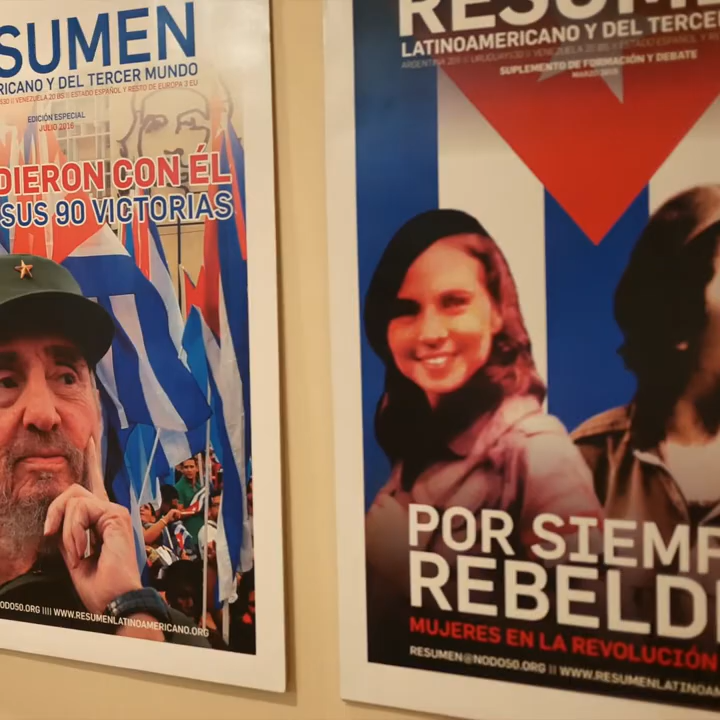 SUMEN
RICANO Y DEL TERCER MUNDO
EDICIÓN ESPECIAL
JULIO 2016
DIERON CON ÉL
SUS 90 VICTORIAS
NODO50.ORG |||| WWW.RESUMENLATINOAMERICANO.ORG
RESUME
LATINOAMERICANO Y DEL TERCER
SUPLEMENTO DE FORMACIÓN Y DEBATE
POR SIEMP
REBELD
MUJERES EN LA REVOLUCIÓN
RESUMEN@NODO50.ORG || WWW.RESUMENLATINOA